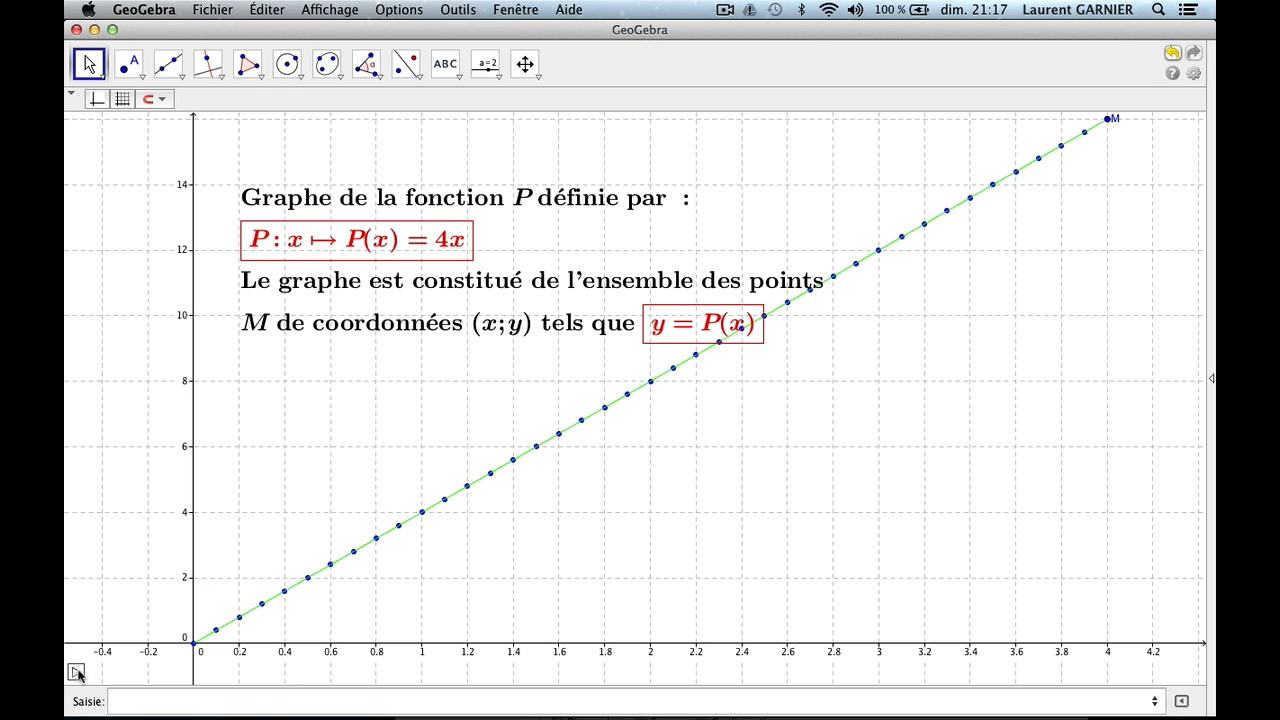 GeoGebra Fichier Éditer Affichage Options Outils Fenêtre Aide 100 % dim. 21:17 Laurent GARNIER
GeoGebra
A ABC a=2
M
14
Graphe de la fonction P définie par :
12
P : x ↦ P(x) = 4x
Le graphe est constitué de l'ensemble des points
10
M de coordonnées (x; y) tels que y = P(x)
8
6
4
2
0
-0.4 -0.2 0 0.2 0.4 0.6 0.8 1 1.2 1.4 1.6 1.8 2 2.2 2.4 2.6 2.8 3 3.2 3.4 3.6 3.8 4 4.2
Saisie: